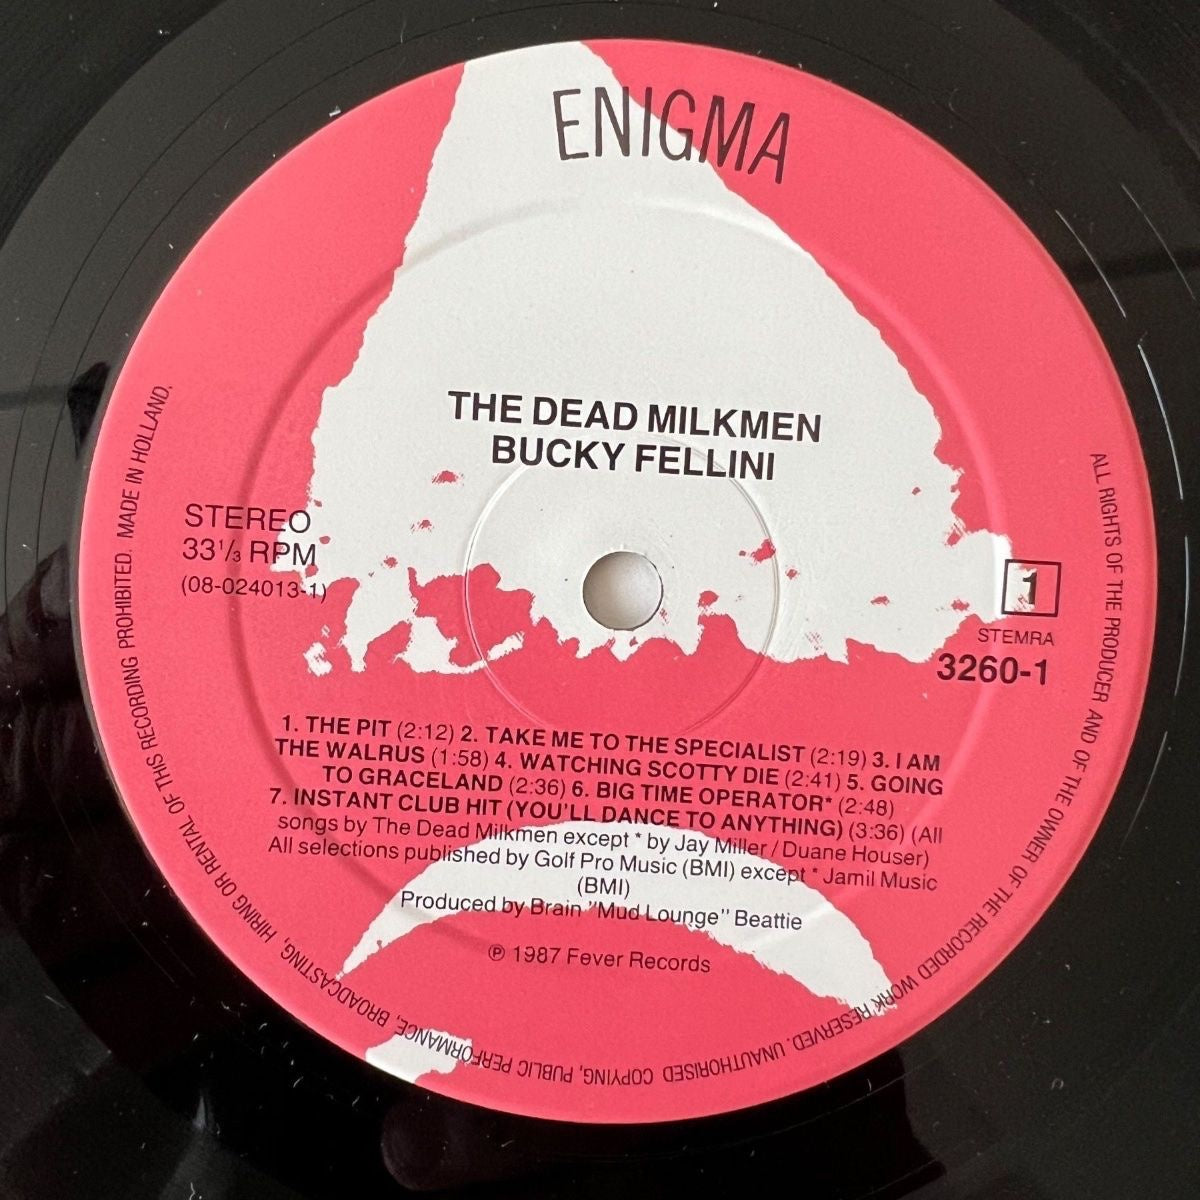 ENIGMA
THE DEAD MILKMEN
BUCKY FELLINI
STEREO
33 1/3 RPM
(08-024013-1)
1
STEMRA
3260-1
1. THE PIT (2:12) 2. TAKE ME TO THE SPECIALIST (2:19) 3. I AM
THE WALRUS (1:58) 4. WATCHING SCOTTY DIE (2:41) 5. GOING
TO GRACELAND (2:36) 6. BIG TIME OPERATOR* (2:48)
7. INSTANT CLUB HIT (YOU'LL DANCE TO ANYTHING) (3:36) (All
songs by The Dead Milkmen except * by Jay Miller/Duane Houser)
All selections published by Golf Pro Music (BMI) except * Jamil Music
(BMI)
Produced by Brain "Mud Lounge" Beattie
℗ 1987 Fever Records
ALL RIGHTS OF THE PRODUCER AND OF THE OWNER OF THE RECORDED WORK RESERVED. UNAUTHORISED COPYING, PUBLIC PERFORMANCE, BROADCASTING, HIRING OR RENTAL OF THIS RECORDING PROHIBITED. MADE IN HOLLAND.